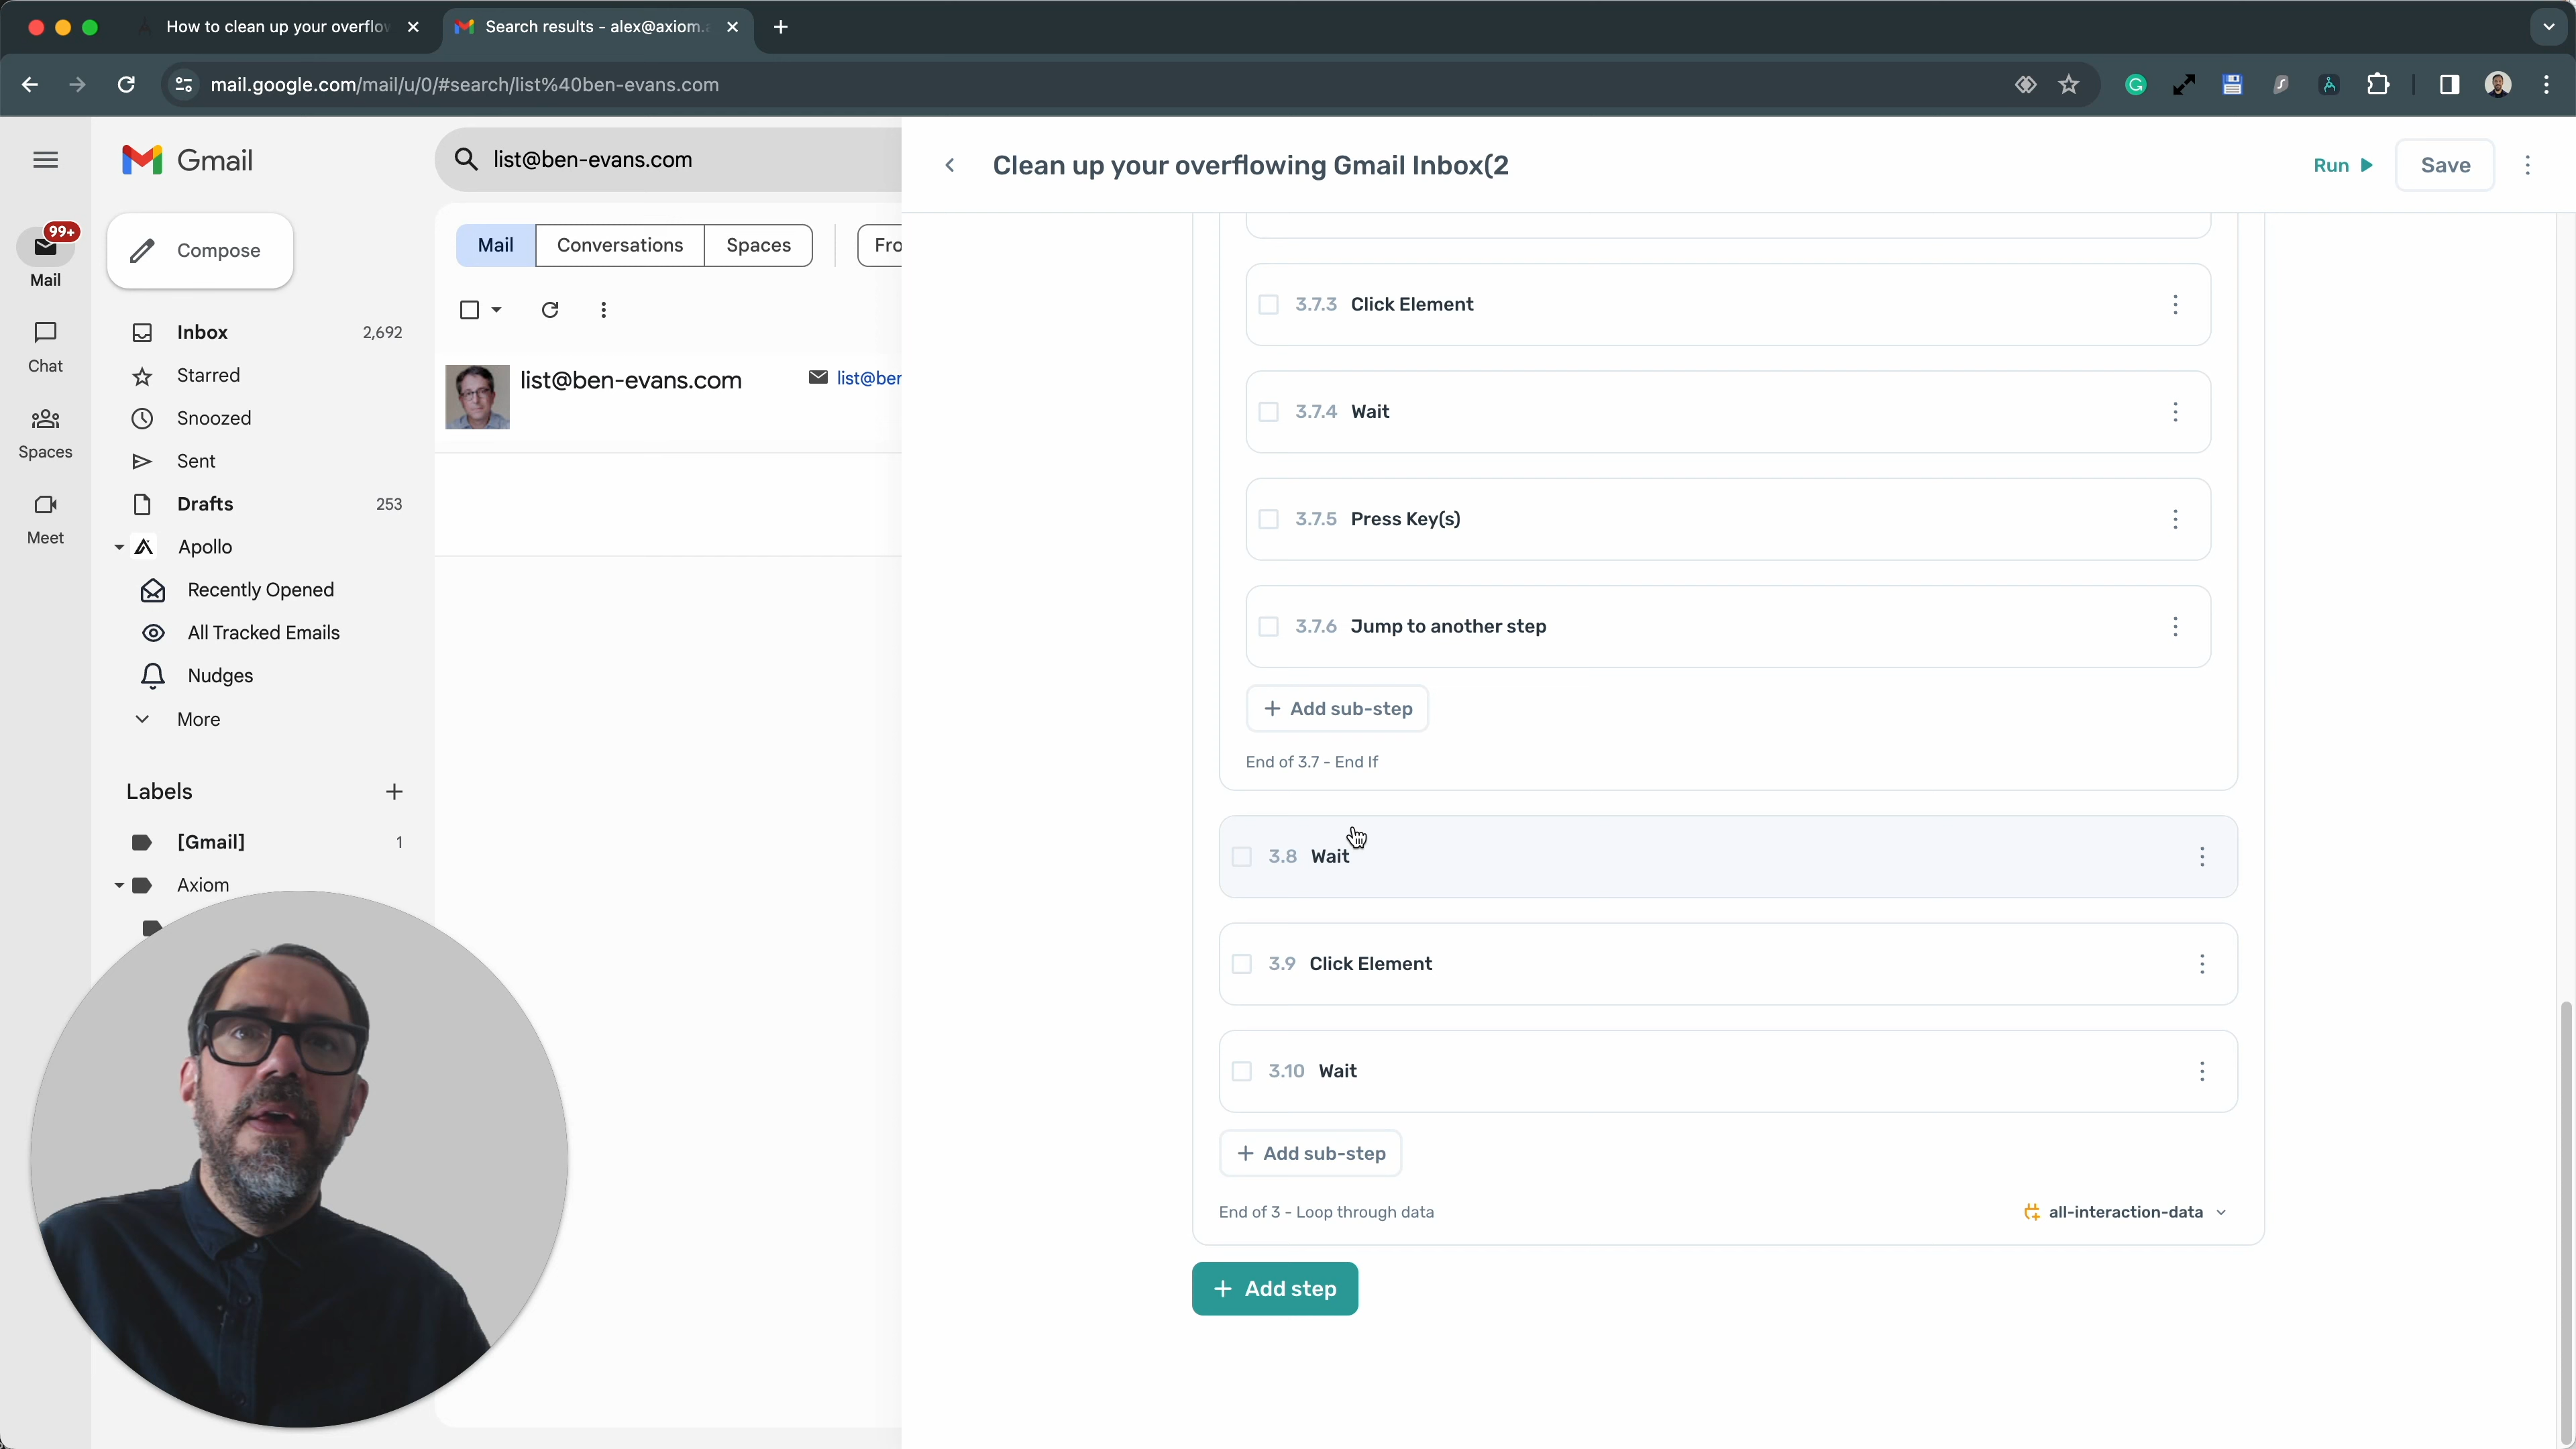 How to clean up your overflow
Search results - alex@axiom.a
mail.google.com/mail/u/0/#search/list%40ben-evans.com
Gmail
list@ben-evans.com
Clean up your overflowing Gmail Inbox(2
Run
Save
99+
Mail
Chat
Spaces
Meet
Compose
Inbox 2,692
Starred
Snoozed
Sent
Drafts 253
Apollo
Recently Opened
All Tracked Emails
Nudges
More
Labels
[Gmail] 1
Axiom
Mail
Conversations
Spaces
Fro
list@ben-evans.com
list@ber
3.7.3 Click Element
3.7.4 Wait
3.7.5 Press Key(s)
3.7.6 Jump to another step
+ Add sub-step
End of 3.7 - End If
3.8 Wait
3.9 Click Element
3.10 Wait
+ Add sub-step
End of 3 - Loop through data
all-interaction-data
+ Add step